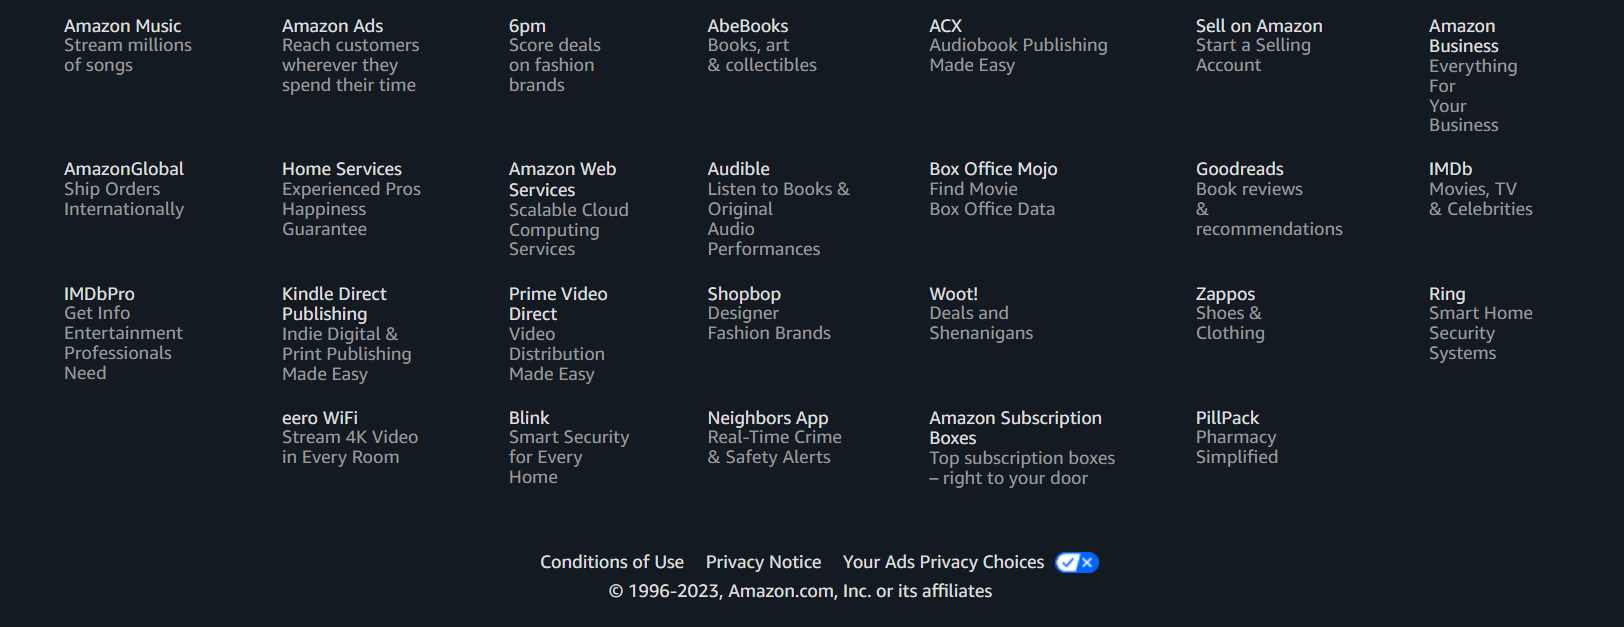 Amazon Music
Stream millions
of songs
Amazon Ads
Reach customers
wherever they
spend their time
6pm
Score deals
on fashion
brands
AbeBooks
Books, art
& collectibles
ACX
Audiobook Publishing
Made Easy
Sell on Amazon
Start a Selling
Account
Amazon
Business
Everything
For
Your
Business
AmazonGlobal
Ship Orders
Internationally
Home Services
Experienced Pros
Happiness
Guarantee
Amazon Web
Services
Scalable Cloud
Computing
Services
Audible
Listen to Books &
Original
Audio
Performances
Box Office Mojo
Find Movie
Box Office Data
Goodreads
Book reviews
&
recommendations
IMDb
Movies, TV
& Celebrities
IMDbPro
Get Info
Entertainment
Professionals
Need
Kindle Direct
Publishing
Indie Digital &
Print Publishing
Made Easy
Prime Video
Direct
Video
Distribution
Made Easy
Shopbop
Designer
Fashion Brands
Woot!
Deals and
Shenanigans
Zappos
Shoes &
Clothing
Ring
Smart Home
Security
Systems
eero WiFi
Stream 4K Video
in Every Room
Blink
Smart Security
for Every
Home
Neighbors App
Real-Time Crime
& Safety Alerts
Amazon Subscription
Boxes
Top subscription boxes
– right to your door
PillPack
Pharmacy
Simplified
Conditions of Use Privacy Notice Your Ads Privacy Choices
© 1996-2023, Amazon.com, Inc. or its affiliates